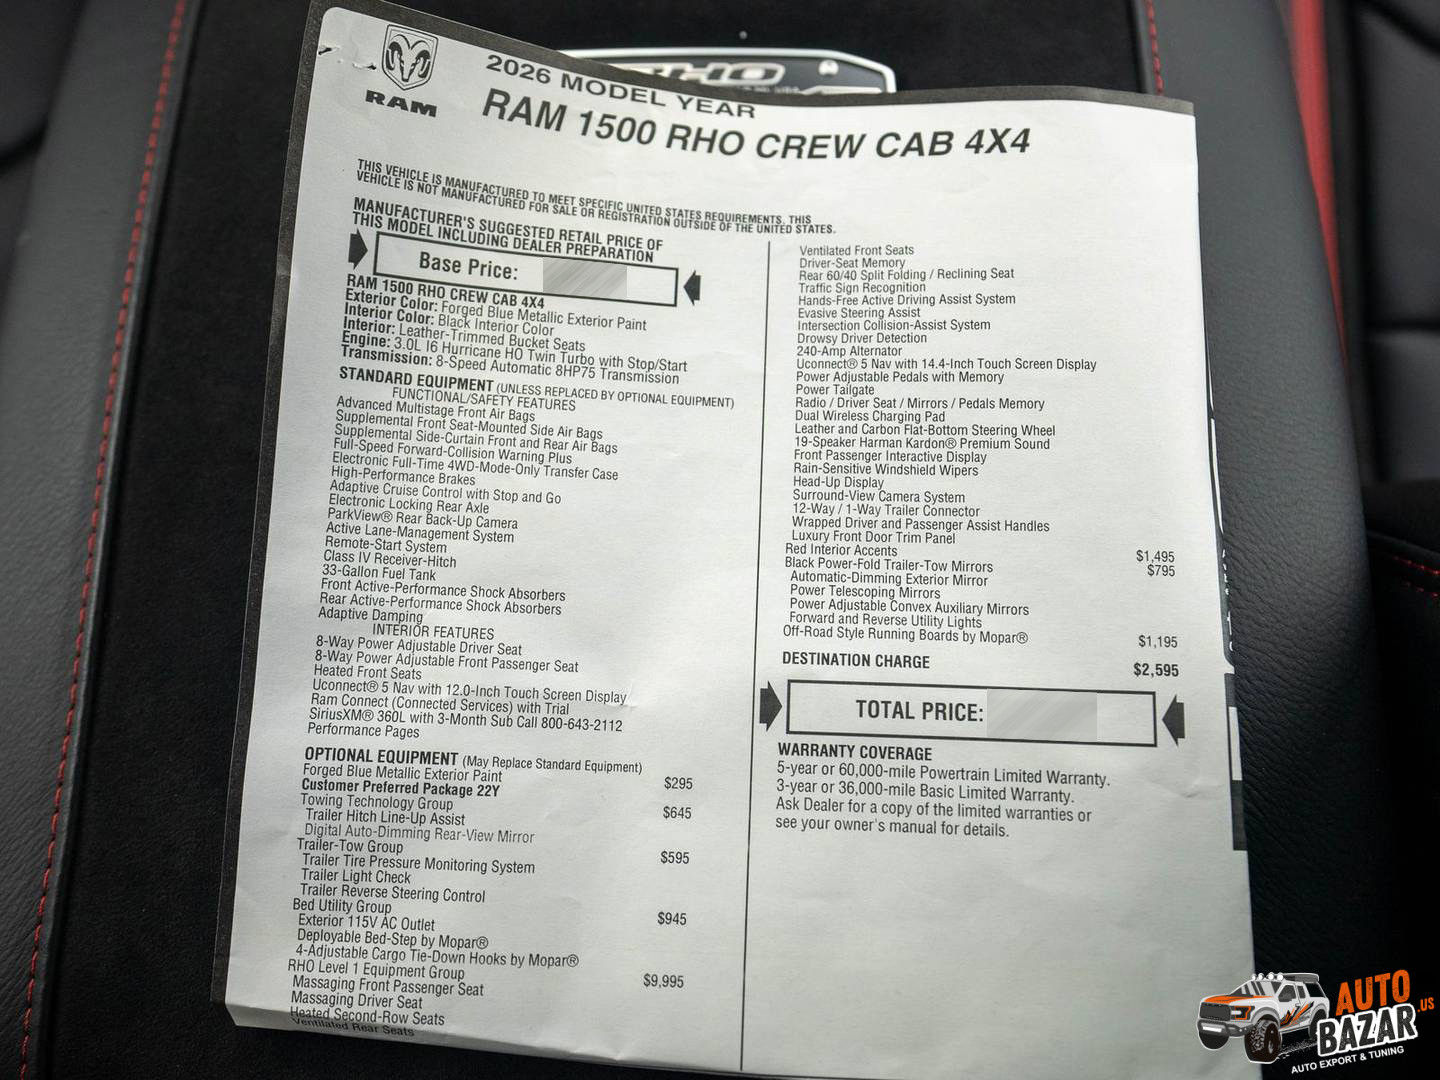 RAM
2026 MODEL YEAR
RAM 1500 RHO CREW CAB 4X4
THIS VEHICLE IS MANUFACTURED TO MEET SPECIFIC UNITED STATES REQUIREMENTS. THIS
VEHICLE IS NOT MANUFACTURED FOR SALE OR REGISTRATION OUTSIDE OF THE UNITED STATES.
MANUFACTURER'S SUGGESTED RETAIL PRICE OF
THIS MODEL INCLUDING DEALER PREPARATION
Base Price:
RAM 1500 RHO CREW CAB 4X4
Exterior Color: Forged Blue Metallic Exterior Paint
Interior Color: Black Interior Color
Interior: Leather-Trimmed Bucket Seats
Engine: 3.0L I6 Hurricane HO Twin Turbo with Stop/Start
Transmission: 8-Speed Automatic 8HP75 Transmission
STANDARD EQUIPMENT (UNLESS REPLACED BY OPTIONAL EQUIPMENT)
FUNCTIONAL/SAFETY FEATURES
Advanced Multistage Front Air Bags
Supplemental Front Seat-Mounted Side Air Bags
Supplemental Side-Curtain Front and Rear Air Bags
Full-Speed Forward-Collision Warning Plus
Electronic Full-Time 4WD-Mode-Only Transfer Case
High-Performance Brakes
Adaptive Cruise Control with Stop and Go
Electronic Locking Rear Axle
ParkView® Rear Back-Up Camera
Active Lane-Management System
Remote-Start System
Class IV Receiver-Hitch
33-Gallon Fuel Tank
Front Active-Performance Shock Absorbers
Rear Active-Performance Shock Absorbers
Adaptive Damping
INTERIOR FEATURES
8-Way Power Adjustable Driver Seat
8-Way Power Adjustable Front Passenger Seat
Heated Front Seats
Uconnect® 5 Nav with 12.0-Inch Touch Screen Display
Ram Connect (Connected Services) with Trial
SiriusXM® 360L with 3-Month Sub Call 800-643-2112
Performance Pages
OPTIONAL EQUIPMENT (May Replace Standard Equipment)
Forged Blue Metallic Exterior Paint $295
Customer Preferred Package 22Y
Towing Technology Group $645
Trailer Hitch Line-Up Assist
Digital Auto-Dimming Rear-View Mirror
Trailer-Tow Group $595
Trailer Tire Pressure Monitoring System
Trailer Light Check
Trailer Reverse Steering Control
Bed Utility Group $945
Exterior 115V AC Outlet
Deployable Bed-Step by Mopar®
4-Adjustable Cargo Tie-Down Hooks by Mopar®
RHO Level 1 Equipment Group $9,995
Massaging Front Passenger Seat
Massaging Driver Seat
Heated Second-Row Seats
Ventilated Rear Seats
Ventilated Front Seats
Driver-Seat Memory
Rear 60/40 Split Folding / Reclining Seat
Traffic Sign Recognition
Hands-Free Active Driving Assist System
Evasive Steering Assist
Intersection Collision-Assist System
Drowsy Driver Detection
240-Amp Alternator
Uconnect® 5 Nav with 14.4-Inch Touch Screen Display
Power Adjustable Pedals with Memory
Power Tailgate
Radio / Driver Seat / Mirrors / Pedals Memory
Dual Wireless Charging Pad
Leather and Carbon Flat-Bottom Steering Wheel
19-Speaker Harman Kardon® Premium Sound
Front Passenger Interactive Display
Rain-Sensitive Windshield Wipers
Head-Up Display
Surround-View Camera System
12-Way / 1-Way Trailer Connector
Wrapped Driver and Passenger Assist Handles
Luxury Front Door Trim Panel
Red Interior Accents $1,495
Black Power-Fold Trailer-Tow Mirrors $795
Automatic-Dimming Exterior Mirror
Power Telescoping Mirrors
Power Adjustable Convex Auxiliary Mirrors
Forward and Reverse Utility Lights
Off-Road Style Running Boards by Mopar® $1,195
DESTINATION CHARGE $2,595
TOTAL PRICE:
WARRANTY COVERAGE
5-year or 60,000-mile Powertrain Limited Warranty.
3-year or 36,000-mile Basic Limited Warranty.
Ask Dealer for a copy of the limited warranties or
see your owner's manual for details.
AUTO
BAZAR.US
AUTO EXPORT & TUNING